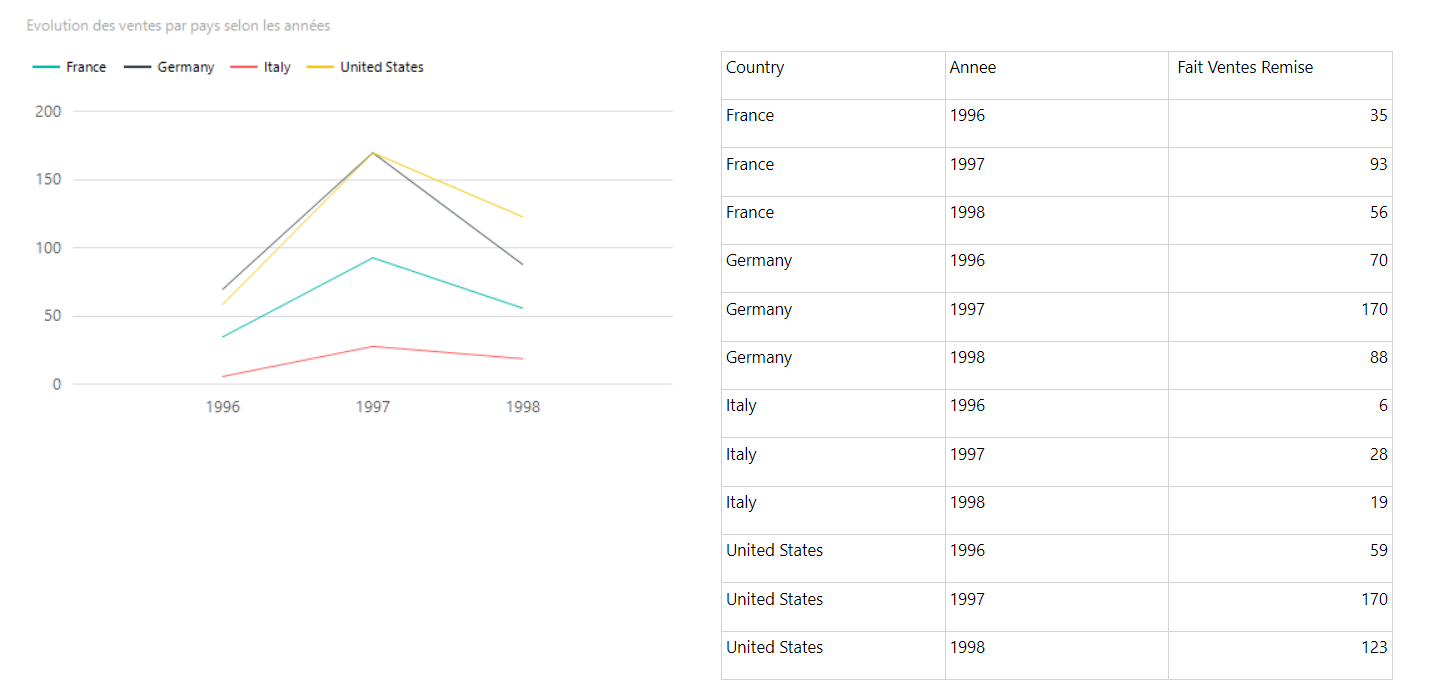 Evolution des ventes par pays selon les années
France Germany Italy United States
200
150
100
50
0
1996 1997 1998
Country Annee Fait Ventes Remise
France 1996 35
France 1997 93
France 1998 56
Germany 1996 70
Germany 1997 170
Germany 1998 88
Italy 1996 6
Italy 1997 28
Italy 1998 19
United States 1996 59
United States 1997 170
United States 1998 123